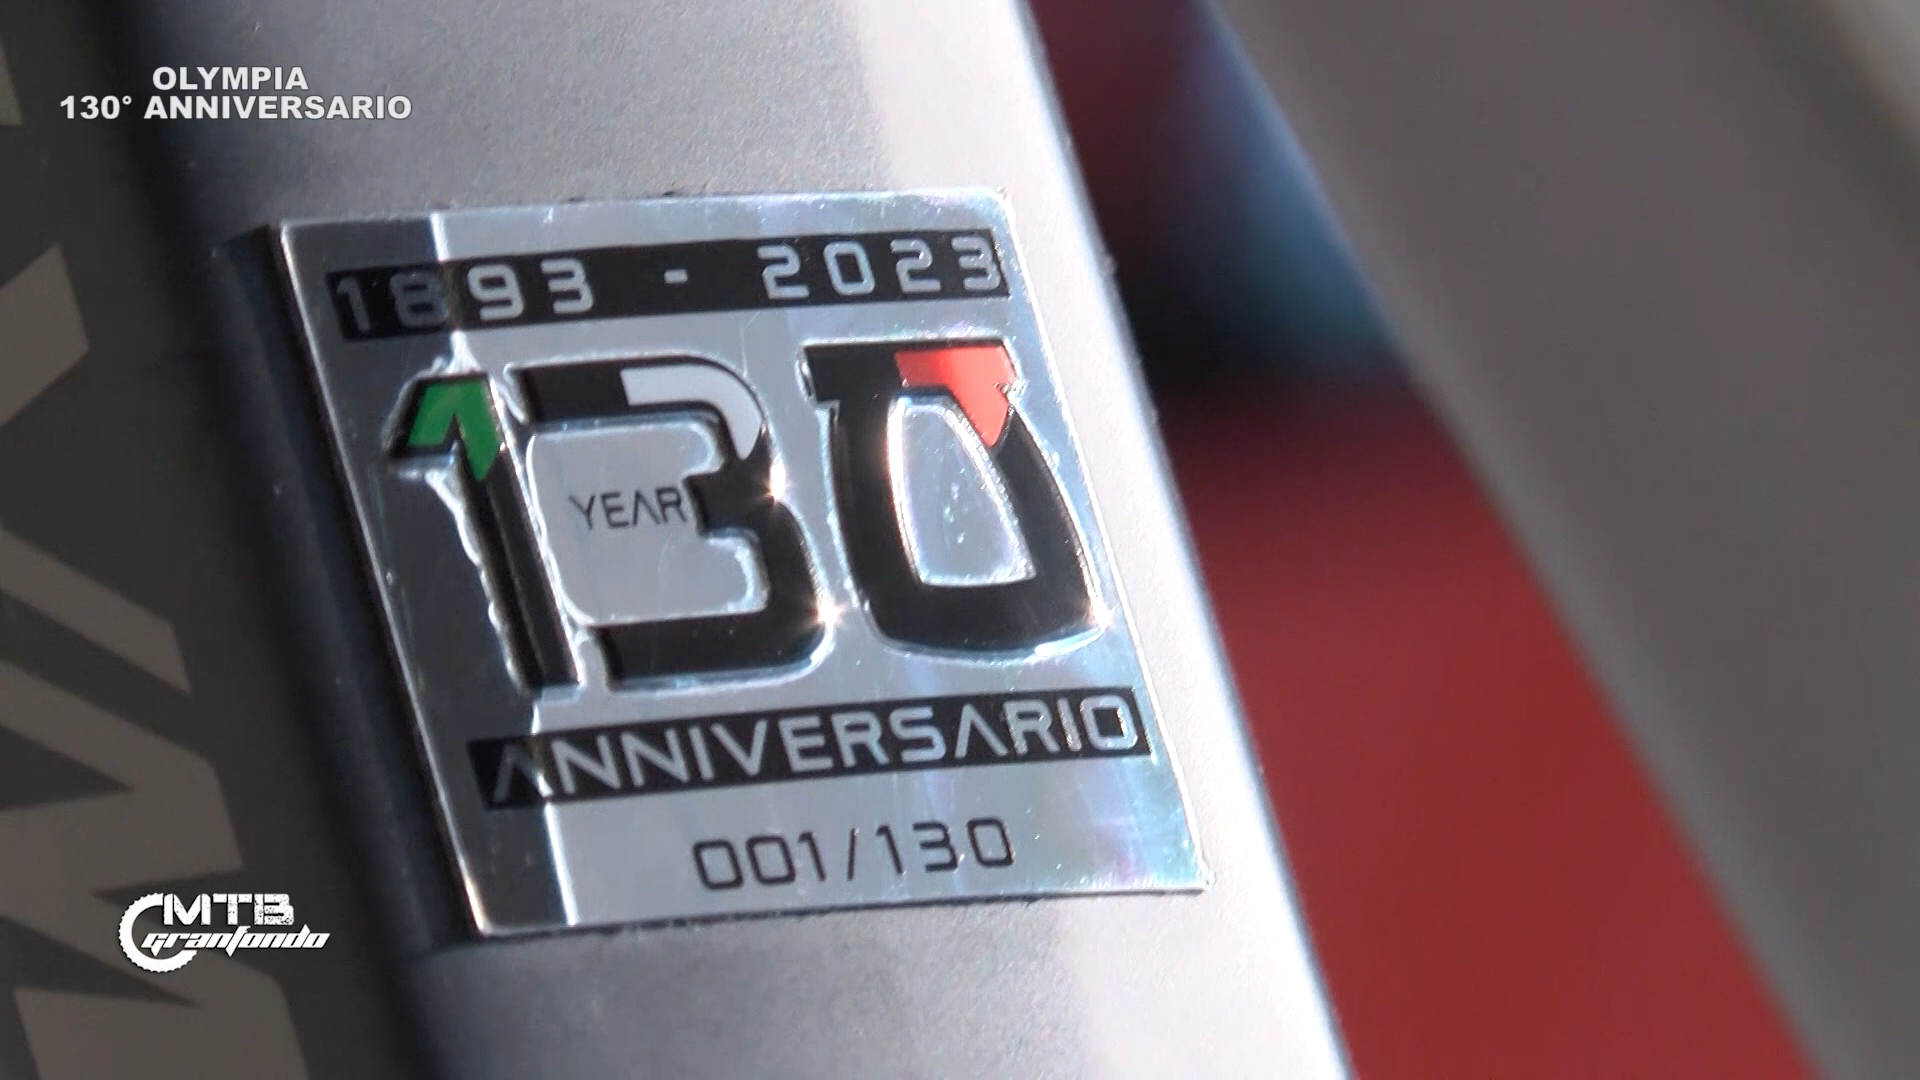 OLYMPIA
130° ANNIVERSARIO
1893 - 2023
130
YEAR
ANNIVERSARIO
001/130
MTB
granfondo